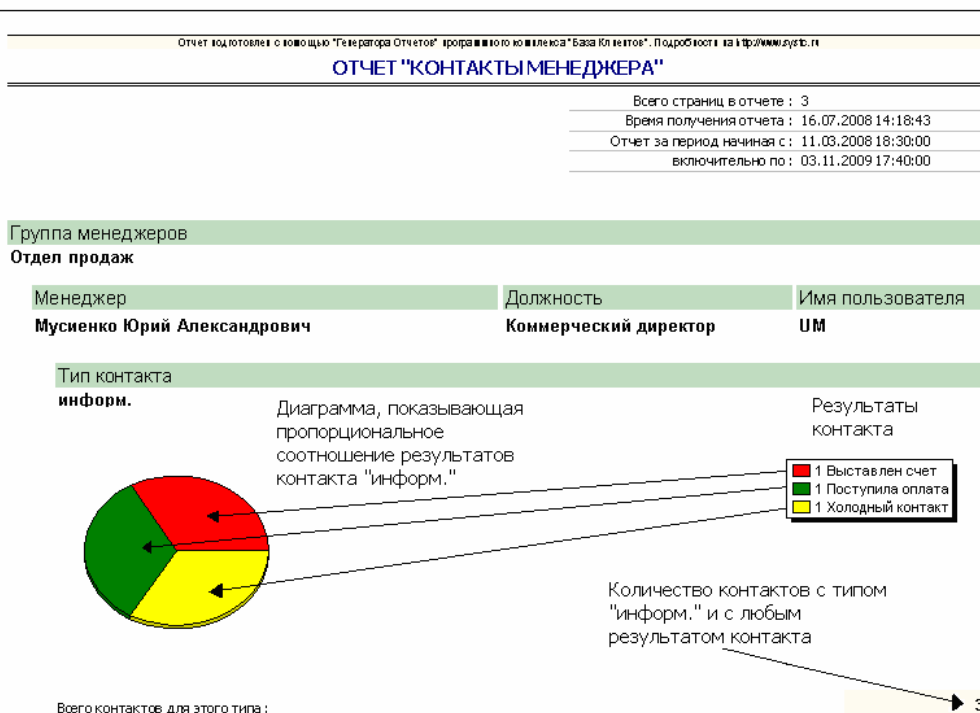 Отчет подготовлен с помощью "Генератора Отчетов" программного комплекса "База Клиентов". Подробности на http://www.systc.ru
ОТЧЕТ "КОНТАКТЫ МЕНЕДЖЕРА"
Всего страниц в отчете : 3
Время получения отчета : 16.07.2008 14:18:43
Отчет за период начиная с : 11.03.2008 18:30:00
включительно по : 03.11.2009 17:40:00
Группа менеджеров
Отдел продаж
Менеджер Должность Имя пользователя
Мусиенко Юрий Александрович Коммерческий директор UM
Тип контакта
информ.
Диаграмма, показывающая
пропорциональное
соотношение результатов
контакта "информ."
Результаты
контакта
1 Выставлен счет
1 Поступила оплата
1 Холодный контакт
Количество контактов с типом
"информ." и с любым
результатом контакта
Всего контактов для этого типа : 3